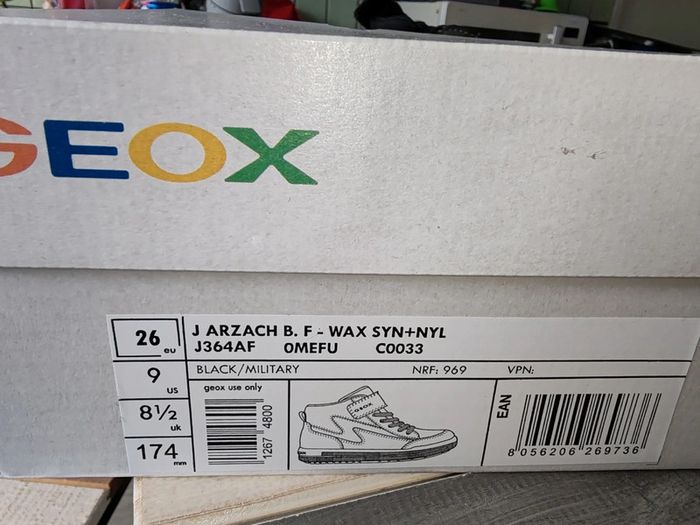 GEOX
26 eu
J ARZACH B. F - WAX SYN+NYL
J364AF 0MEFU C0033
9 us
BLACK/MILITARY NRF: 969 VPN:
geox use only
8½ uk
174 mm
1267 4800
GEOX
EAN
8 056206 269736